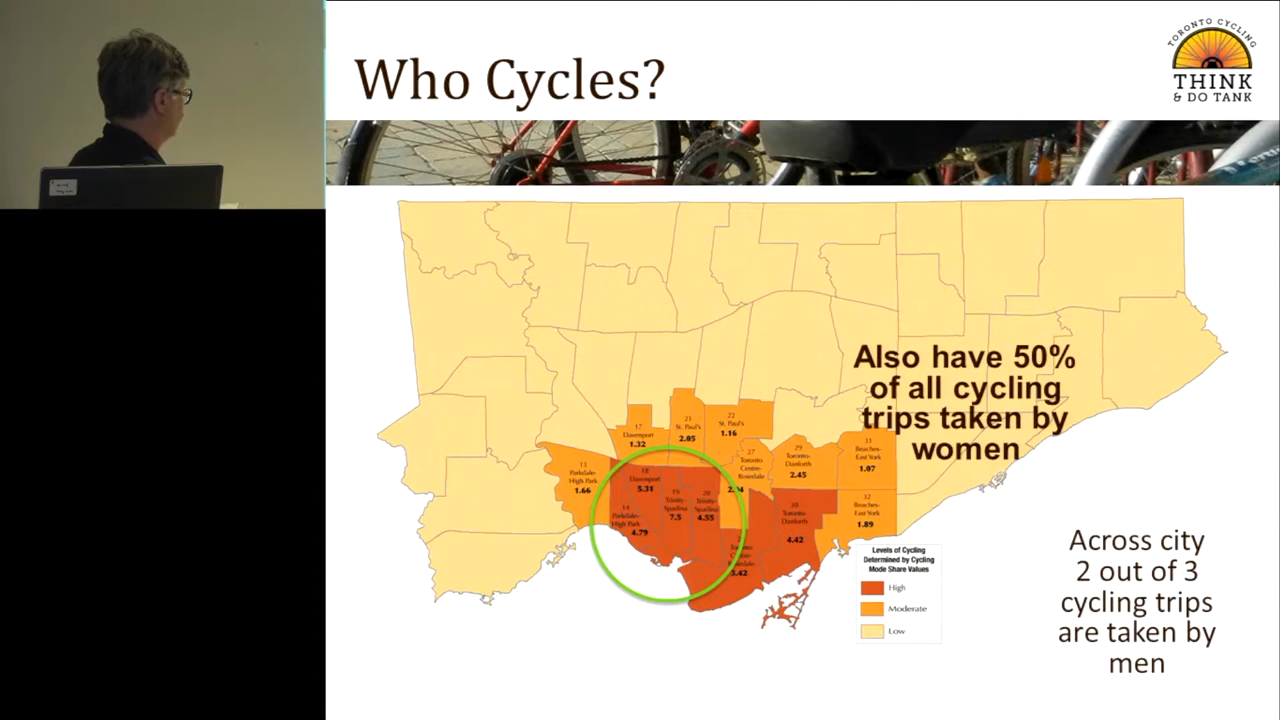 Who Cycles?
TORONTO CYCLING
THINK
& DO TANK
Also have 50%
of all cycling
trips taken by
women
21
St. Paul's
2.05
22
St. Paul's
1.16
17
Davenport
1.32
13
Parkdale-
High Park
1.66
18
Davenport
5.31
19
Trinity-
Spadina
7.5
20
Trinity-
Spadina
4.55
14
Parkdale-
High Park
4.79
27
Toronto
Centre-
Rosedale
29
Toronto-
Danforth
2.45
31
Beaches-
East York
1.07
30
Toronto-
Danforth
4.42
32
Beaches-
East York
1.89
Toronto
3.42
Levels of Cycling
Determined by Cycling
Mode Share Values
High
Moderate
Low
Across city
2 out of 3
cycling trips
are taken by
men